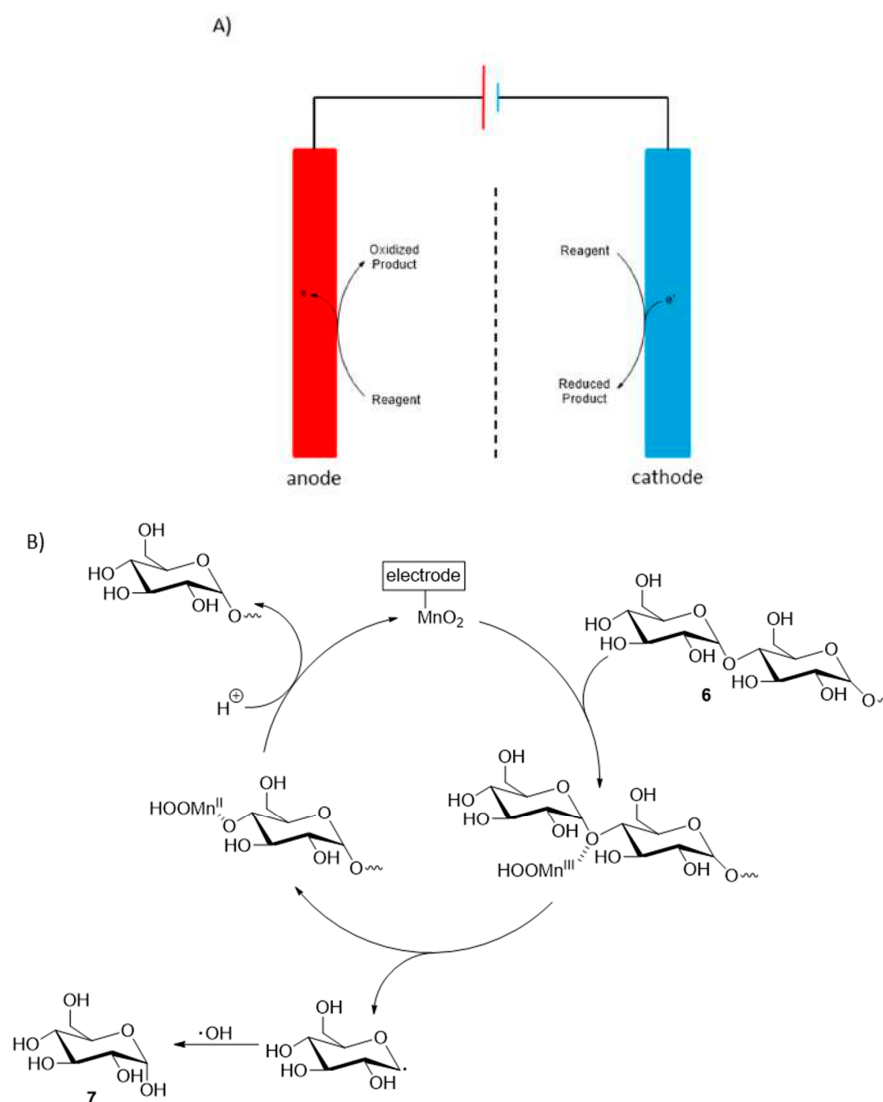 A)
Oxidized
Product
e-
Reagent
Reagent
e-
Reduced
Product
anode
cathode
B)
OH
HO
O
HO
OH
O
H⊕
electrode
MnO2
OH
HO
O
HO
OH
O
OH
O
HO
OH
O
6
HOOMnII
O
OH
O
HO
OH
O
OH
HO
O
HO
OH
O
HOOMnIII
OH
O
HO
OH
O
OH
HO
O
HO
OH
OH
7
·OH
OH
HO
O
HO
OH
·